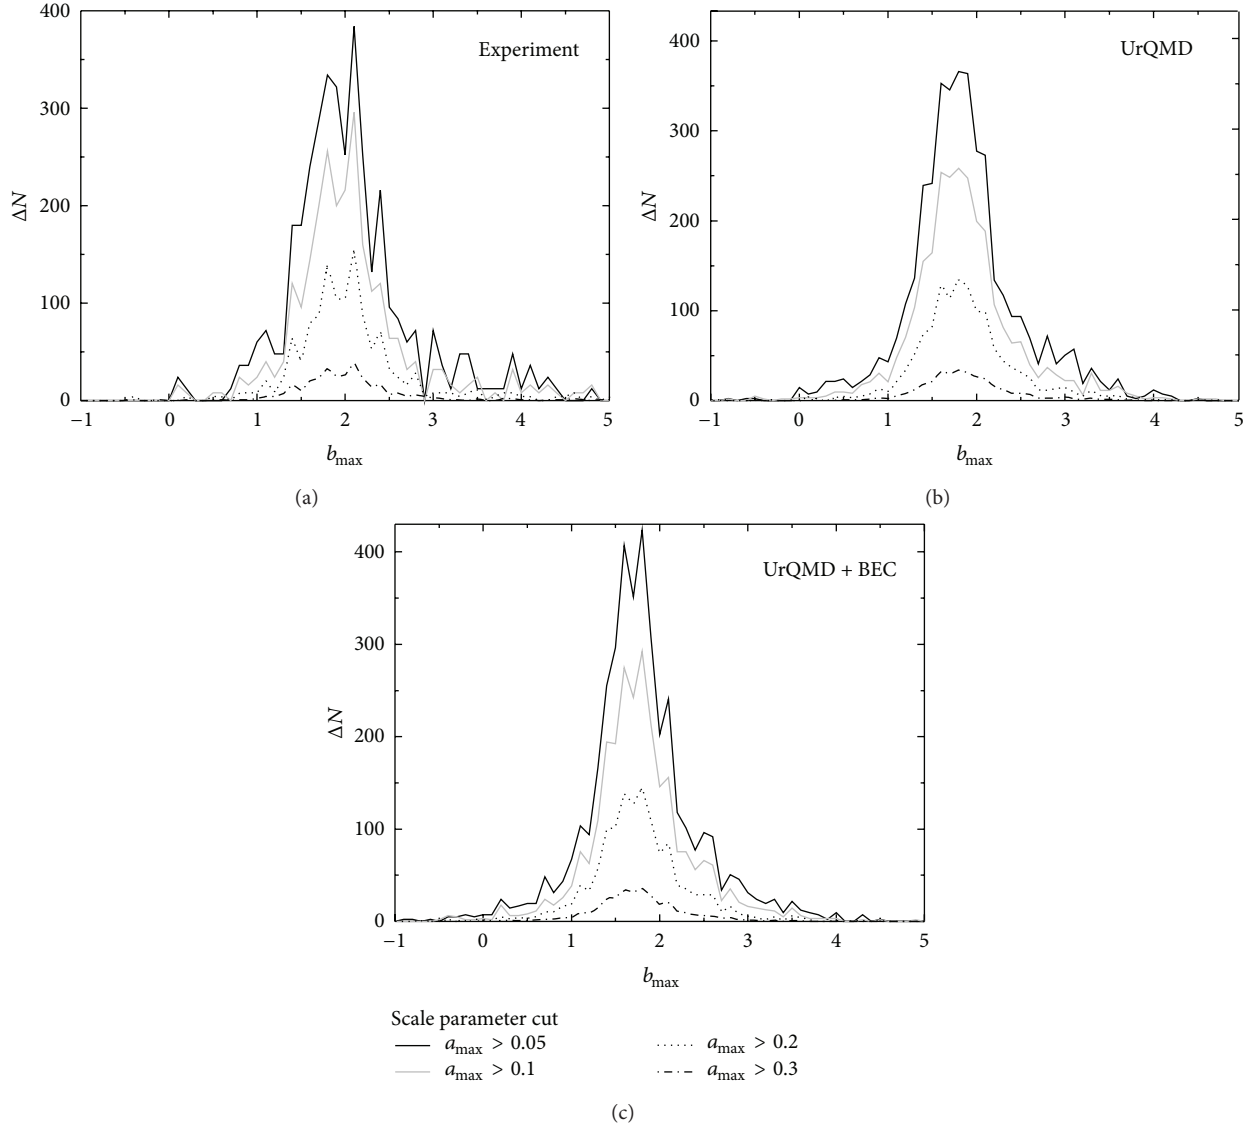 400
300
200
100
0
ΔN
Experiment
−1 0 1 2 3 4 5
b_max
(a)
400
300
200
100
0
ΔN
UrQMD
−1 0 1 2 3 4 5
b_max
(b)
400
300
200
100
0
ΔN
UrQMD + BEC
−1 0 1 2 3 4 5
b_max
Scale parameter cut
a_max > 0.05
a_max > 0.1
a_max > 0.2
a_max > 0.3
(c)